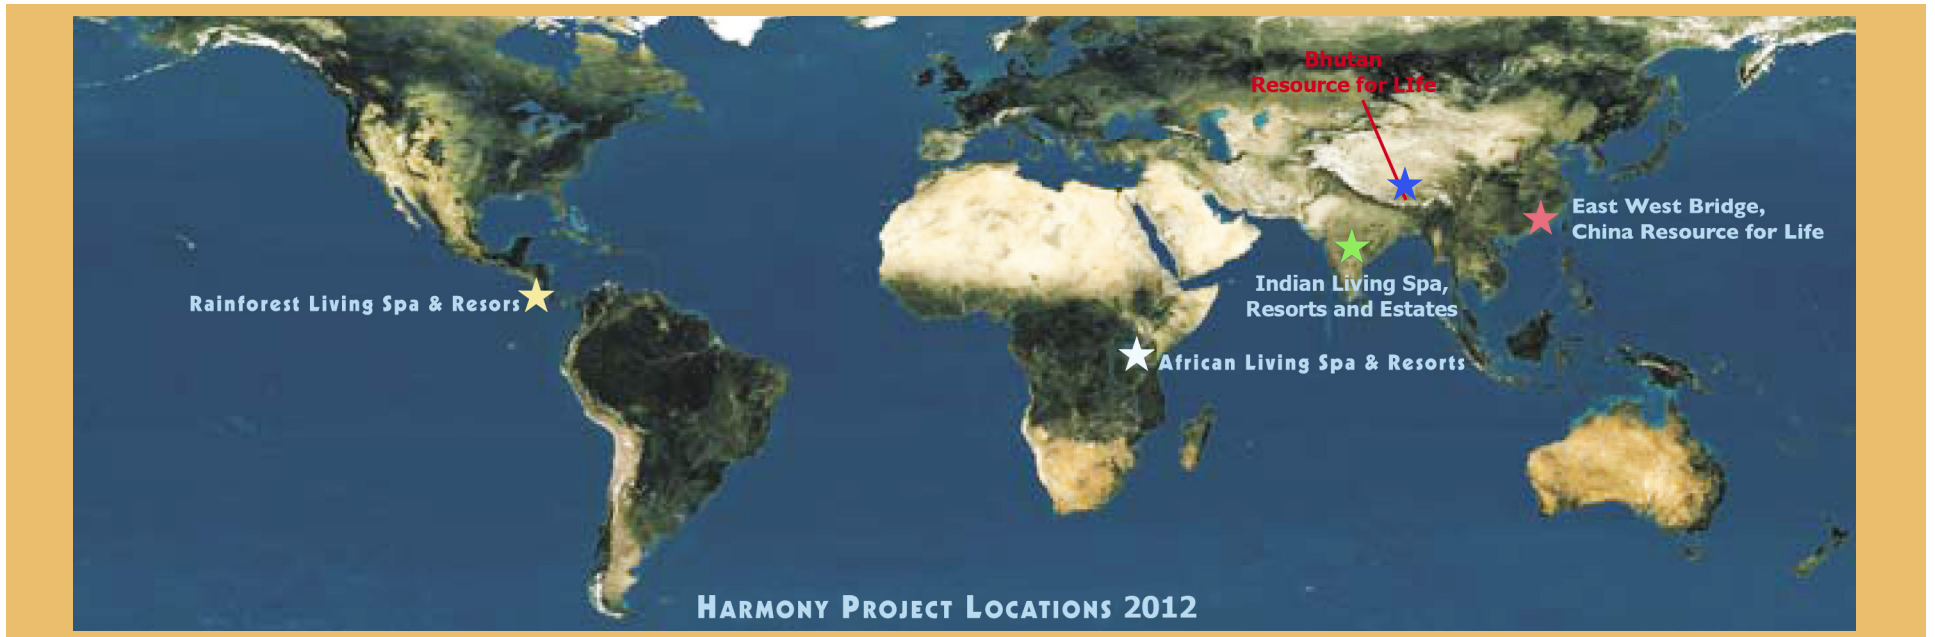 Bhutan
Resource for LIfe
East West Bridge,
China Resource for Life
Indian Living Spa,
Resorts and Estates
Rainforest Living Spa & Resors
African Living Spa & Resorts
Harmony Project Locations 2012